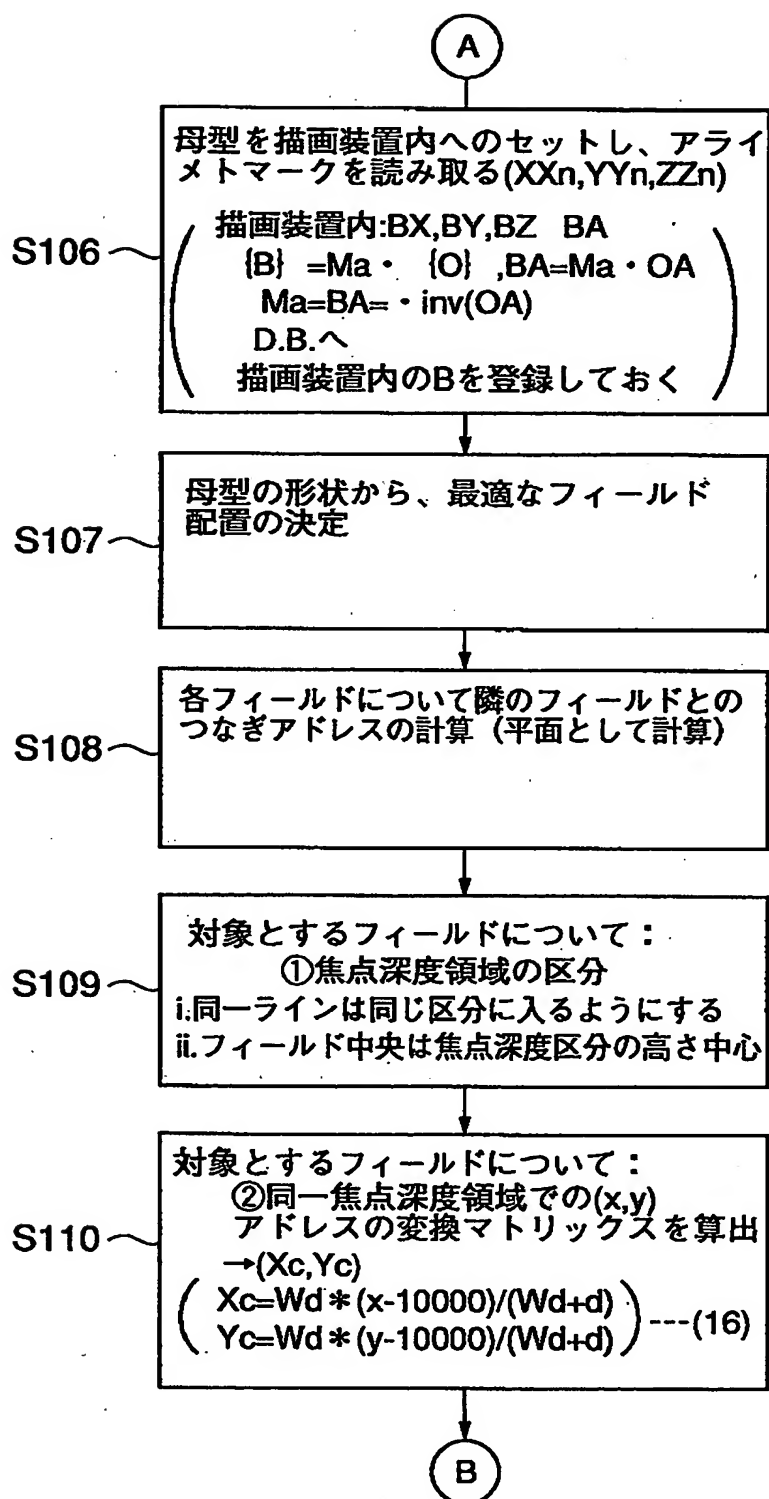 A
母型を描画装置内へのセットし、アライ
メトマークを読み取る(XXn,YYn,ZZn)
S106
描画装置内:BX,BY,BZ BA
{B} =Ma・ {O} ,BA=Ma・OA
Ma=BA=・inv(OA)
D.B.へ
描画装置内のBを登録しておく
S107
母型の形状から、最適なフィールド
配置の決定
S108
各フィールドについて隣のフィールドとの
つなぎアドレスの計算（平面として計算）
S109
対象とするフィールドについて：
①焦点深度領域の区分
i.同一ラインは同じ区分に入るようにする
ii.フィールド中央は焦点深度区分の高さ中心
S110
対象とするフィールドについて：
②同一焦点深度領域での(x,y)
アドレスの変換マトリックスを算出
→(Xc,Yc)
Xc=Wd＊(x-10000)/(Wd+d)
Yc=Wd＊(y-10000)/(Wd+d)
---(16)
B